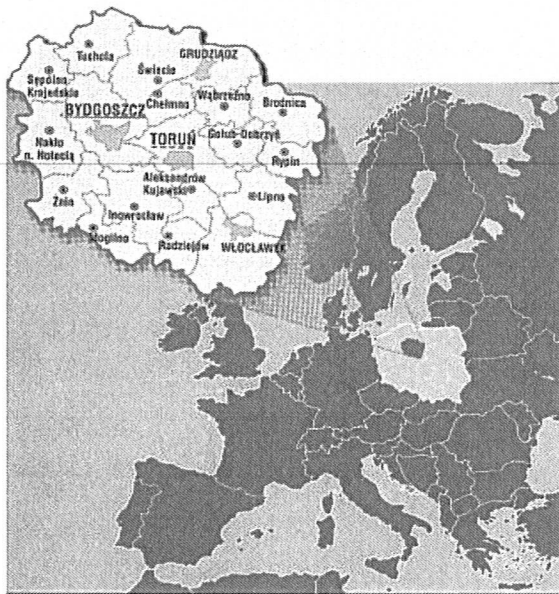 Tuchola
GRUDZIĄDZ
Sępólno
Krajeńskie
Świecie
Chełmno
Wąbrzeźno
Brodnica
BYDGOSZCZ
TORUŃ
Golub-Dobrzyń
Nakło
n. Notecią
Rypin
Aleksandrów
Kujawski
Żnin
Lipno
Inowrocław
Mogilno
Radziejów
WŁOCŁAWEK